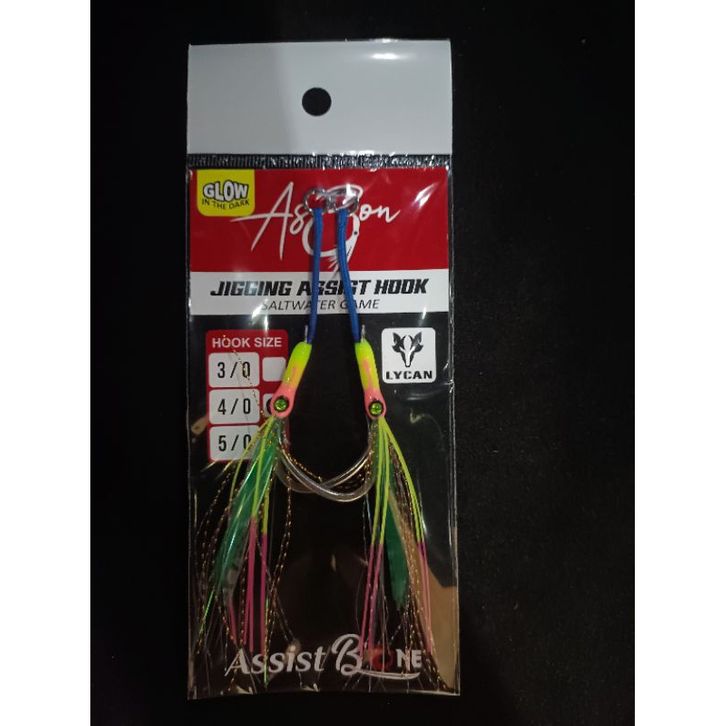 GLOW
IN THE DARK
JIGGING ASSIST HOOK
SALTWATER GAME
HOOK SIZE
3/0
4/0
5/0
LYCAN
Assist B NE